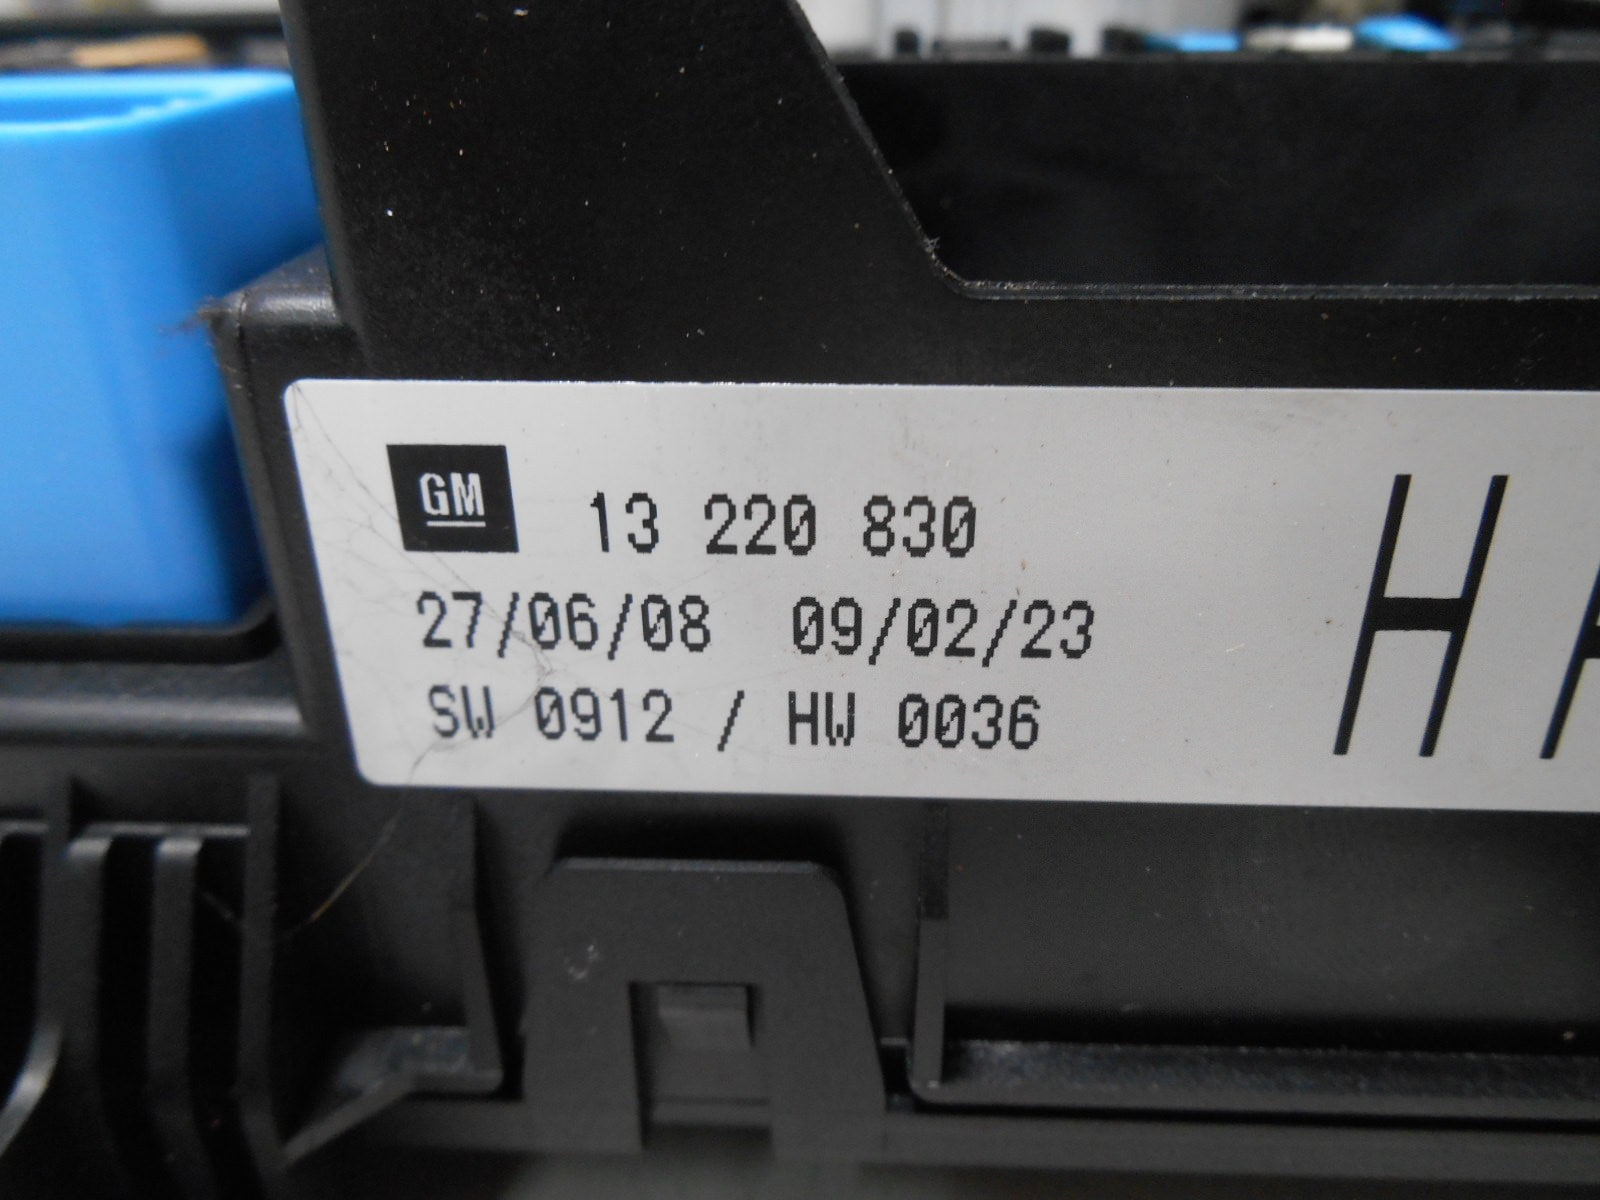 GM
13 220 830
27/06/08 09/02/23
SW 0912 / HW 0036
H